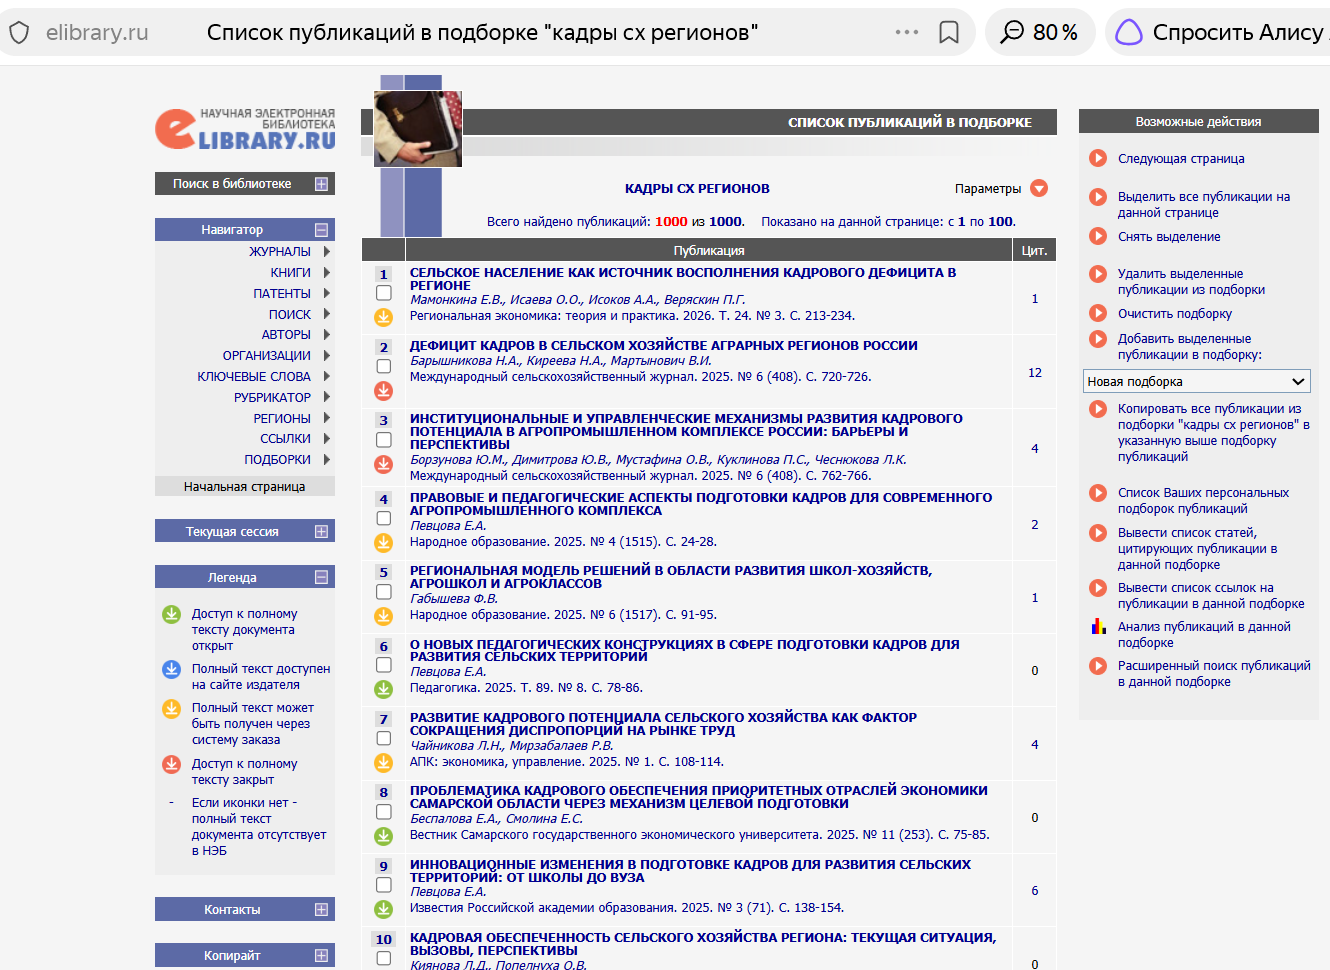 elibrary.ru
Список публикаций в подборке "кадры сх регионов"
80 %
Спросить Алису
НАУЧНАЯ ЭЛЕКТРОННАЯ
БИБЛИОТЕКА
eLIBRARY.RU
Поиск в библиотеке
Навигатор
ЖУРНАЛЫ
КНИГИ
ПАТЕНТЫ
ПОИСК
АВТОРЫ
ОРГАНИЗАЦИИ
КЛЮЧЕВЫЕ СЛОВА
РУБРИКАТОР
РЕГИОНЫ
ССЫЛКИ
ПОДБОРКИ
Начальная страница
Текущая сессия
Легенда
Доступ к полному
тексту документа
открыт
Полный текст доступен
на сайте издателя
Полный текст может
быть получен через
систему заказа
Доступ к полному
тексту закрыт
- Если иконки нет -
полный текст
документа отсутствует
в НЭБ
Контакты
Копирайт
СПИСОК ПУБЛИКАЦИЙ В ПОДБОРКЕ
КАДРЫ СХ РЕГИОНОВ
Параметры
Всего найдено публикаций: 1000 из 1000. Показано на данной странице: с 1 по 100.
Публикация Цит.
1 СЕЛЬСКОЕ НАСЕЛЕНИЕ КАК ИСТОЧНИК ВОСПОЛНЕНИЯ КАДРОВОГО ДЕФИЦИТА В
РЕГИОНЕ
Мамонкина Е.В., Исаева О.О., Исоков А.А., Веряскин П.Г.
Региональная экономика: теория и практика. 2026. Т. 24. № 3. С. 213-234.
1
2 ДЕФИЦИТ КАДРОВ В СЕЛЬСКОМ ХОЗЯЙСТВЕ АГРАРНЫХ РЕГИОНОВ РОССИИ
Барышникова Н.А., Киреева Н.А., Мартынович В.И.
Международный сельскохозяйственный журнал. 2025. № 6 (408). С. 720-726.
12
3 ИНСТИТУЦИОНАЛЬНЫЕ И УПРАВЛЕНЧЕСКИЕ МЕХАНИЗМЫ РАЗВИТИЯ КАДРОВОГО
ПОТЕНЦИАЛА В АГРОПРОМЫШЛЕННОМ КОМПЛЕКСЕ РОССИИ: БАРЬЕРЫ И
ПЕРСПЕКТИВЫ
Борзунова Ю.М., Димитрова Ю.В., Мустафина О.В., Куклинова П.С., Чеснюкова Л.К.
Международный сельскохозяйственный журнал. 2025. № 6 (408). С. 762-766.
4
4 ПРАВОВЫЕ И ПЕДАГОГИЧЕСКИЕ АСПЕКТЫ ПОДГОТОВКИ КАДРОВ ДЛЯ СОВРЕМЕННОГО
АГРОПРОМЫШЛЕННОГО КОМПЛЕКСА
Певцова Е.А.
Народное образование. 2025. № 4 (1515). С. 24-28.
2
5 РЕГИОНАЛЬНАЯ МОДЕЛЬ РЕШЕНИЙ В ОБЛАСТИ РАЗВИТИЯ ШКОЛ-ХОЗЯЙСТВ,
АГРОШКОЛ И АГРОКЛАССОВ
Габышева Ф.В.
Народное образование. 2025. № 6 (1517). С. 91-95.
1
6 О НОВЫХ ПЕДАГОГИЧЕСКИХ КОНСТРУКЦИЯХ В СФЕРЕ ПОДГОТОВКИ КАДРОВ ДЛЯ
РАЗВИТИЯ СЕЛЬСКИХ ТЕРРИТОРИЙ
Певцова Е.А.
Педагогика. 2025. Т. 89. № 8. С. 78-86.
0
7 РАЗВИТИЕ КАДРОВОГО ПОТЕНЦИАЛА СЕЛЬСКОГО ХОЗЯЙСТВА КАК ФАКТОР
СОКРАЩЕНИЯ ДИСПРОПОРЦИЙ НА РЫНКЕ ТРУД
Чайникова Л.Н., Мирзабалаев Р.В.
АПК: экономика, управление. 2025. № 1. С. 108-114.
4
8 ПРОБЛЕМАТИКА КАДРОВОГО ОБЕСПЕЧЕНИЯ ПРИОРИТЕТНЫХ ОТРАСЛЕЙ ЭКОНОМИКИ
САМАРСКОЙ ОБЛАСТИ ЧЕРЕЗ МЕХАНИЗМ ЦЕЛЕВОЙ ПОДГОТОВКИ
Беспалова Е.А., Смолина Е.С.
Вестник Самарского государственного экономического университета. 2025. № 11 (253). С. 75-85.
0
9 ИННОВАЦИОННЫЕ ИЗМЕНЕНИЯ В ПОДГОТОВКЕ КАДРОВ ДЛЯ РАЗВИТИЯ СЕЛЬСКИХ
ТЕРРИТОРИЙ: ОТ ШКОЛЫ ДО ВУЗА
Певцова Е.А.
Известия Российской академии образования. 2025. № 3 (71). С. 138-154.
6
10 КАДРОВАЯ ОБЕСПЕЧЕННОСТЬ СЕЛЬСКОГО ХОЗЯЙСТВА РЕГИОНА: ТЕКУЩАЯ СИТУАЦИЯ,
ВЫЗОВЫ, ПЕРСПЕКТИВЫ
Киянова Л.Д., Попелнуха О.В.
0
Возможные действия
Следующая страница
Выделить все публикации на
данной странице
Снять выделение
Удалить выделенные
публикации из подборки
Очистить подборку
Добавить выделенные
публикации в подборку:
Новая подборка
Копировать все публикации из
подборки "кадры сх регионов" в
указанную выше подборку
публикаций
Список Ваших персональных
подборок публикаций
Вывести список статей,
цитирующих публикации в
данной подборке
Вывести список ссылок на
публикации в данной подборке
Анализ публикаций в данной
подборке
Расширенный поиск публикаций
в данной подборке